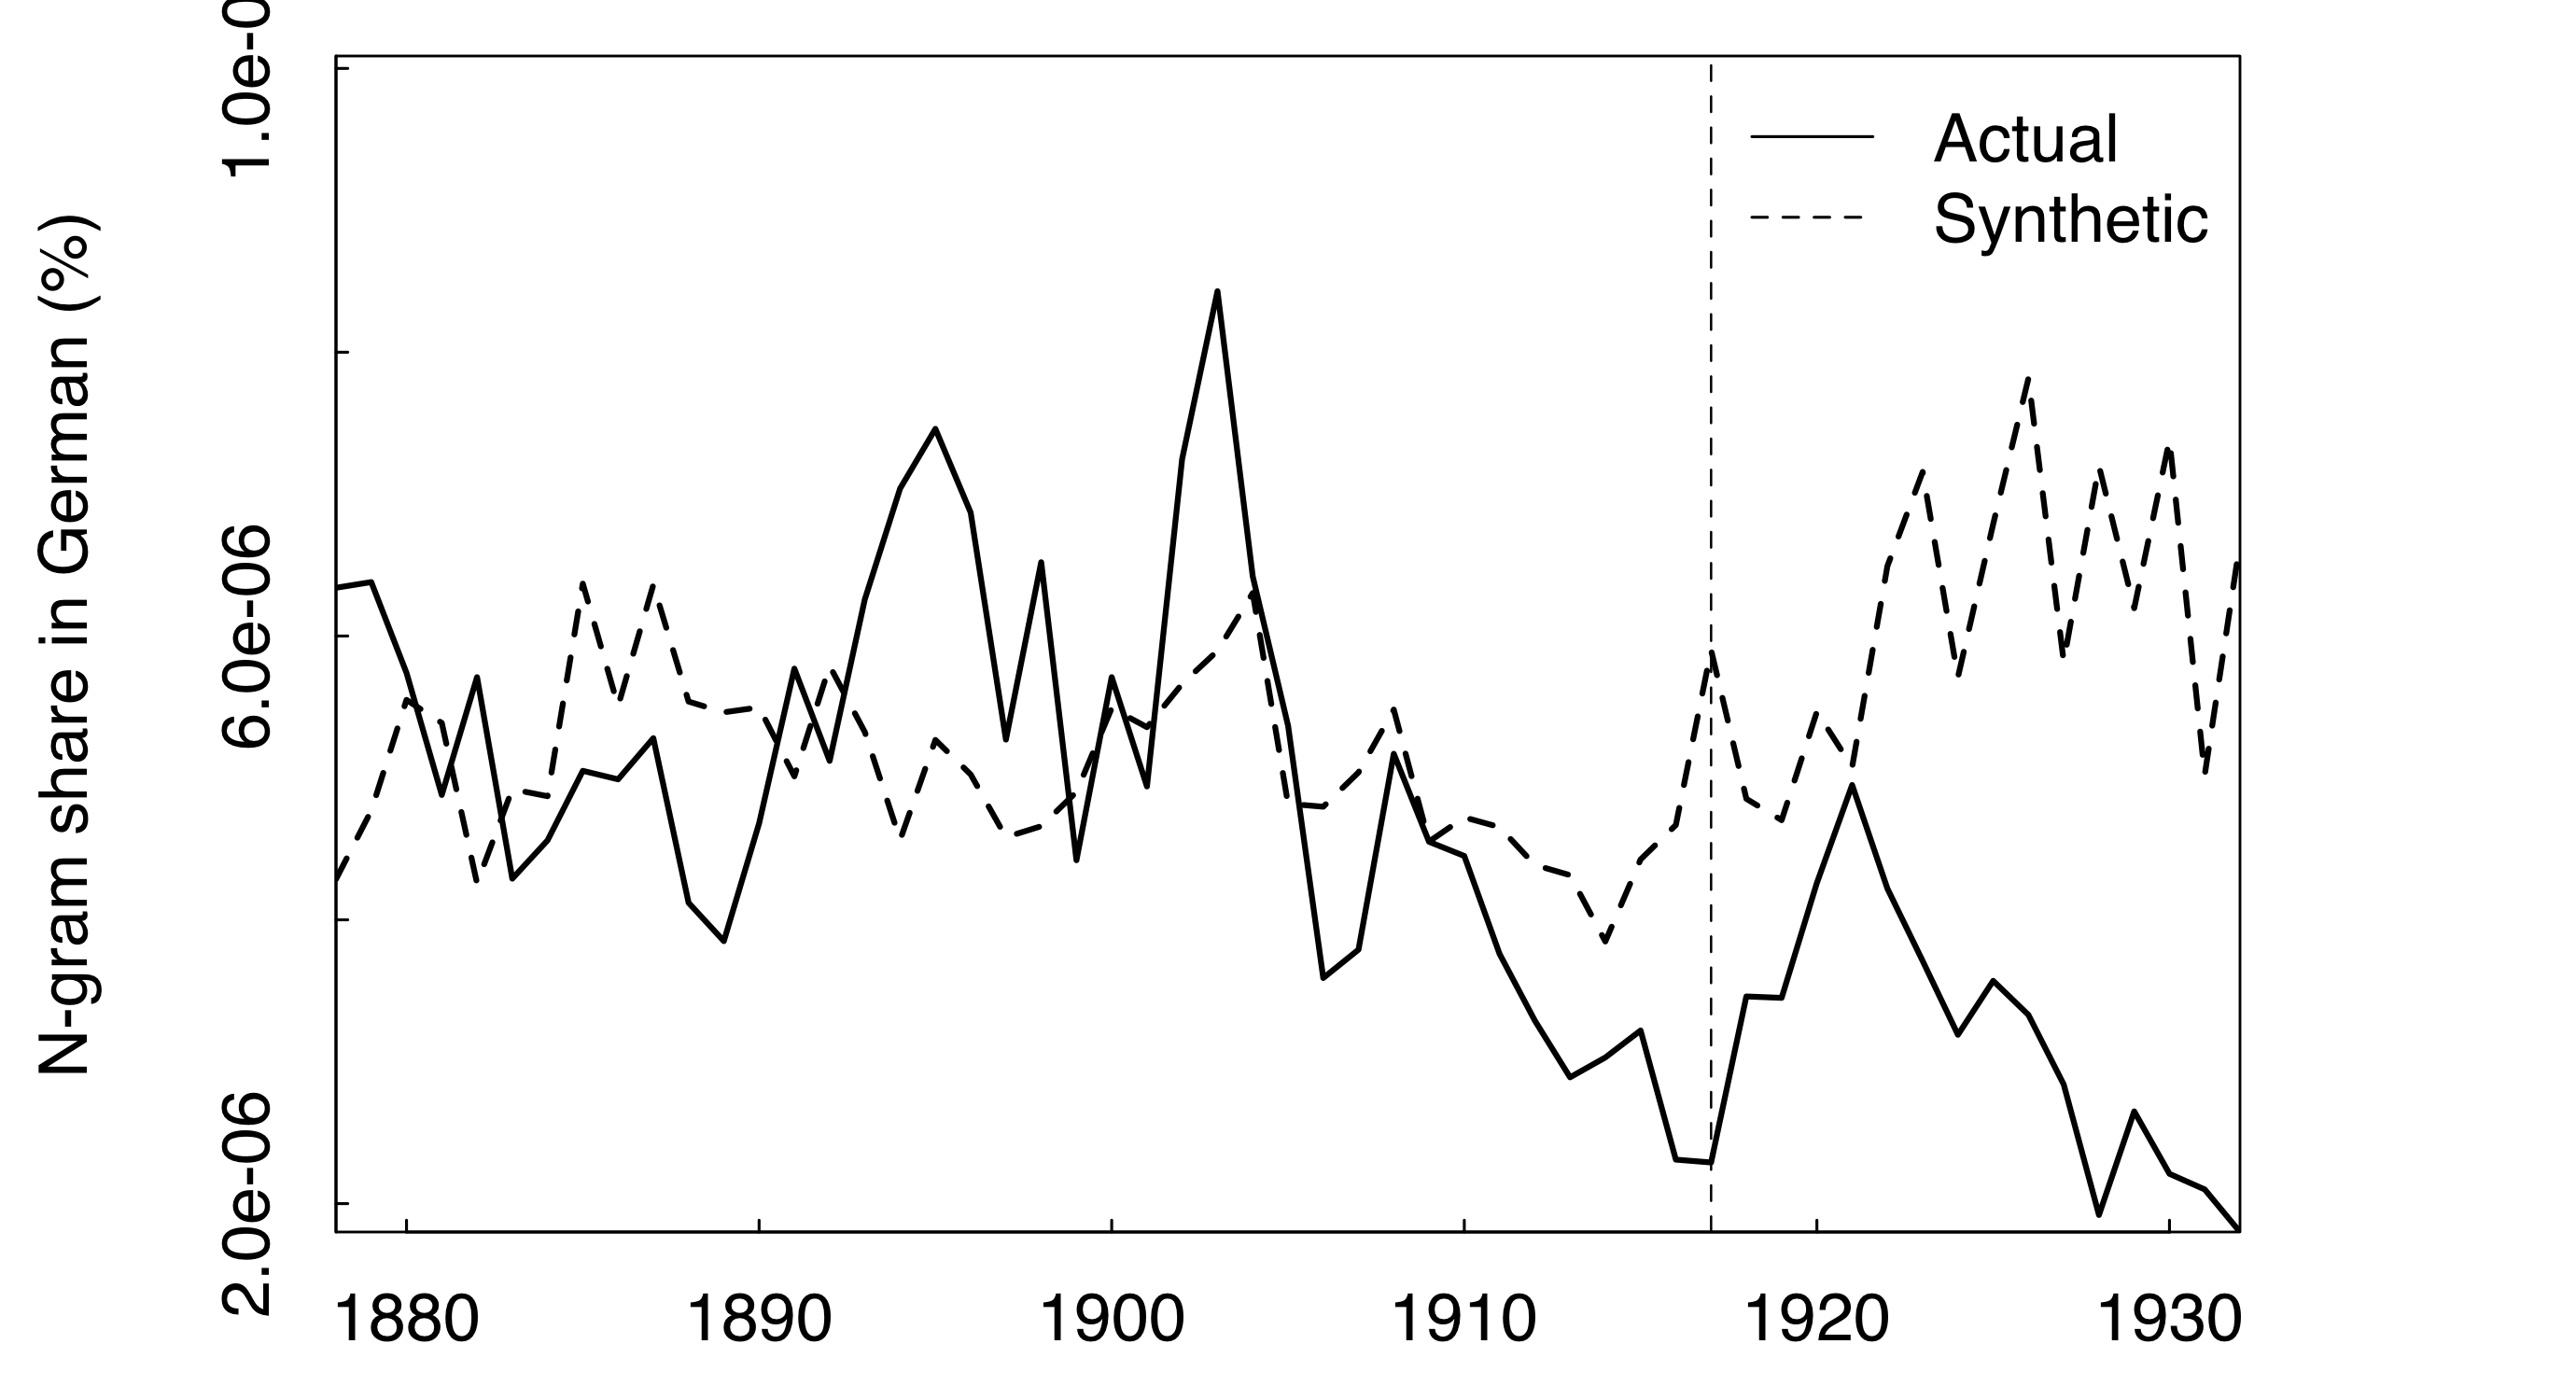 N-gram share in German (%)
1.0e-0
6.0e-06
2.0e-06
Actual
Synthetic
1880 1890 1900 1910 1920 1930